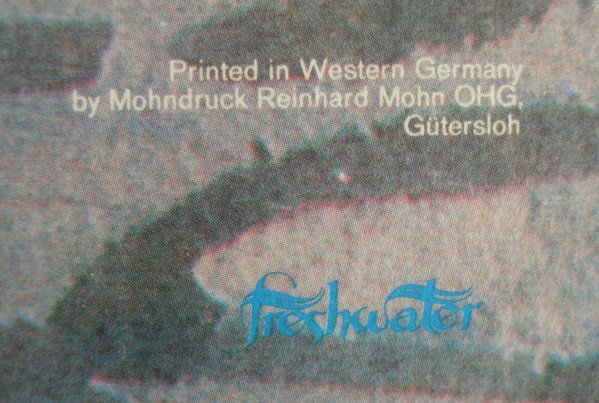 Printed in Western Germany
by Mohndruck Reinhard Mohn OHG,
Gütersloh
freshwater